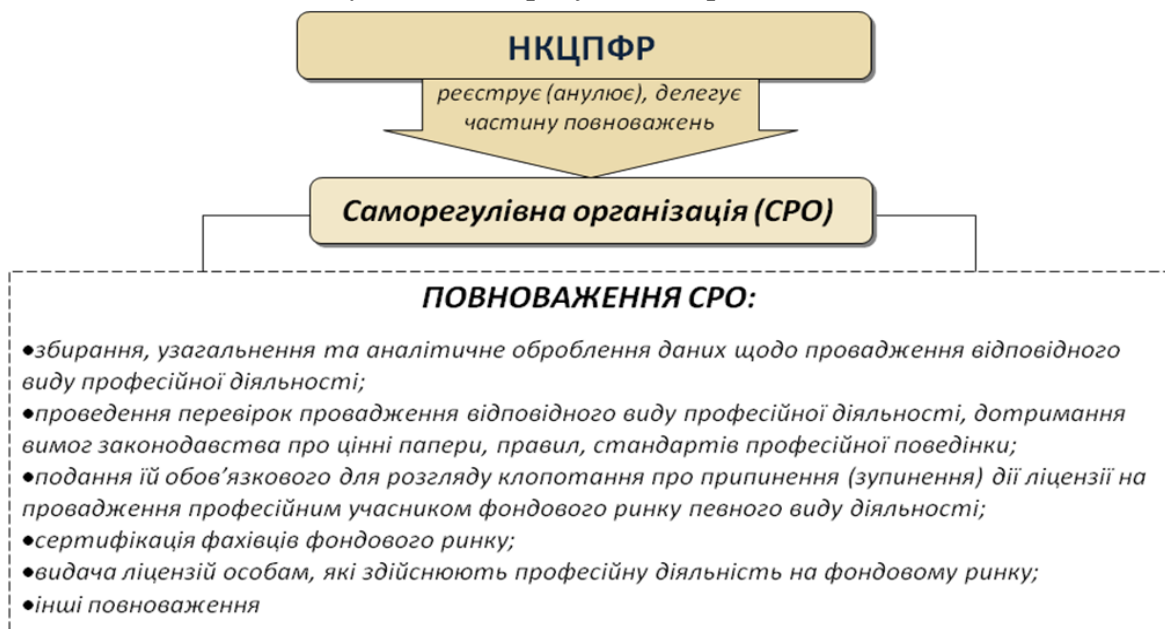 НКЦПФР
реєструє (анулює), делегує
частину повноважень
Саморегулівна організація (СРО)
ПОВНОВАЖЕННЯ СРО:
•збирання, узагальнення та аналітичне оброблення даних щодо провадження відповідного
виду професійної діяльності;
•проведення перевірок провадження відповідного виду професійної діяльності, дотримання
вимог законодавства про цінні папери, правил, стандартів професійної поведінки;
•подання їй обов’язкового для розгляду клопотання про припинення (зупинення) дії ліцензії на
провадження професійним учасником фондового ринку певного виду діяльності;
•сертифікація фахівців фондового ринку;
•видача ліцензій особам, які здійснюють професійну діяльність на фондовому ринку;
•інші повноваження